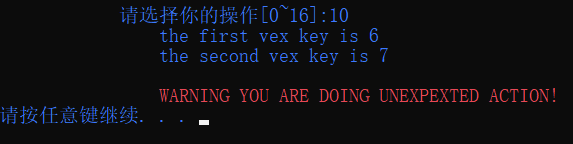 请选择你的操作[0~16]:10
the first vex key is 6
the second vex key is 7
WARNING YOU ARE DOING UNEXPEXTED ACTION!
请按任意键继续. . .